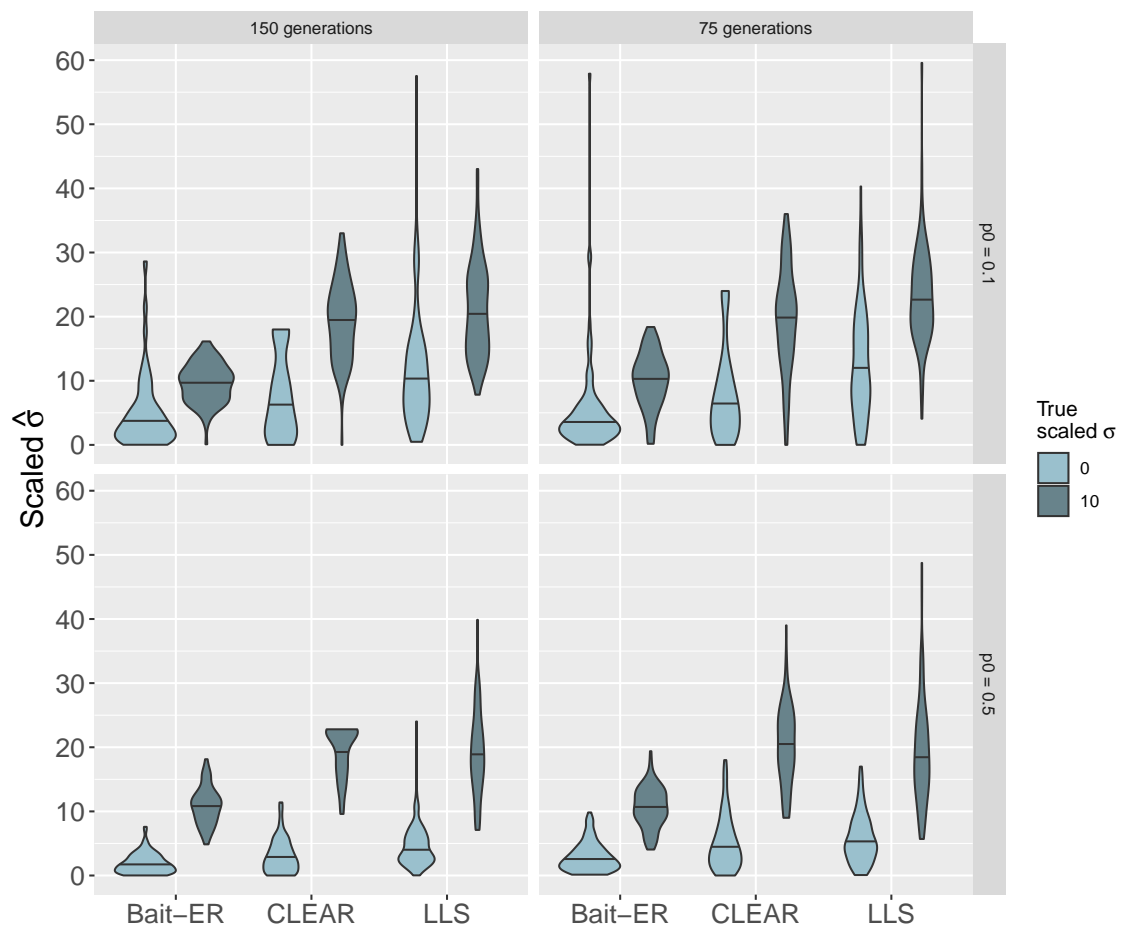 150 generations
75 generations
60
50
40
30
20
10
0
p0 = 0.1
60
50
40
30
20
10
0
p0 = 0.5
Scaled σ̂
Bait−ER
CLEAR
LLS
Bait−ER
CLEAR
LLS
True
scaled σ
0
10